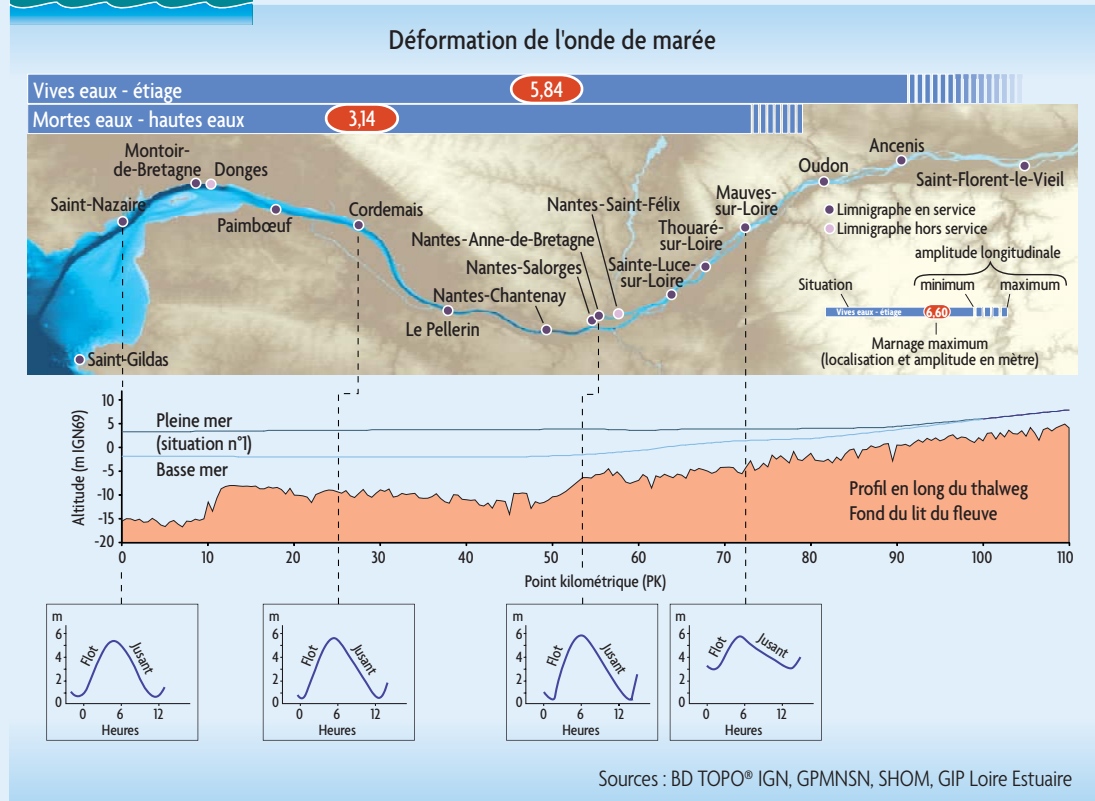 Déformation de l'onde de marée
Vives eaux - étiage
5,84
Mortes eaux - hautes eaux
3,14
Montoir-
de-Bretagne
Donges
Saint-Nazaire
Paimbœuf
Cordemais
Nantes-Saint-Félix
Nantes-Anne-de-Bretagne
Nantes-Salorges
Nantes-Chantenay
Le Pellerin
Sainte-Luce-
sur-Loire
Thouaré-
sur-Loire
Mauves-
sur-Loire
Oudon
Ancenis
Saint-Florent-le-Vieil
Saint-Gildas
Limnigraphe en service
Limnigraphe hors service
amplitude longitudinale
Situation
minimum
maximum
Vives eaux - étiage
6,60
Marnage maximum
(localisation et amplitude en mètre)
Altitude (m IGN69)
10
5
0
-5
-10
-15
-20
Pleine mer
(situation n°1)
Basse mer
Profil en long du thalweg
Fond du lit du fleuve
0 10 20 30 40 50 60 70 80 90 100 110
Point kilométrique (PK)
m
6
4
2
0
Flot
Jusant
0 6 12
Heures
m
6
4
2
0
Flot
Jusant
0 6 12
Heures
m
6
4
2
0
Flot
Jusant
0 6 12
Heures
m
6
4
2
0
Flot
Jusant
0 6 12
Heures
Sources : BD TOPO® IGN, GPMNSN, SHOM, GIP Loire Estuaire